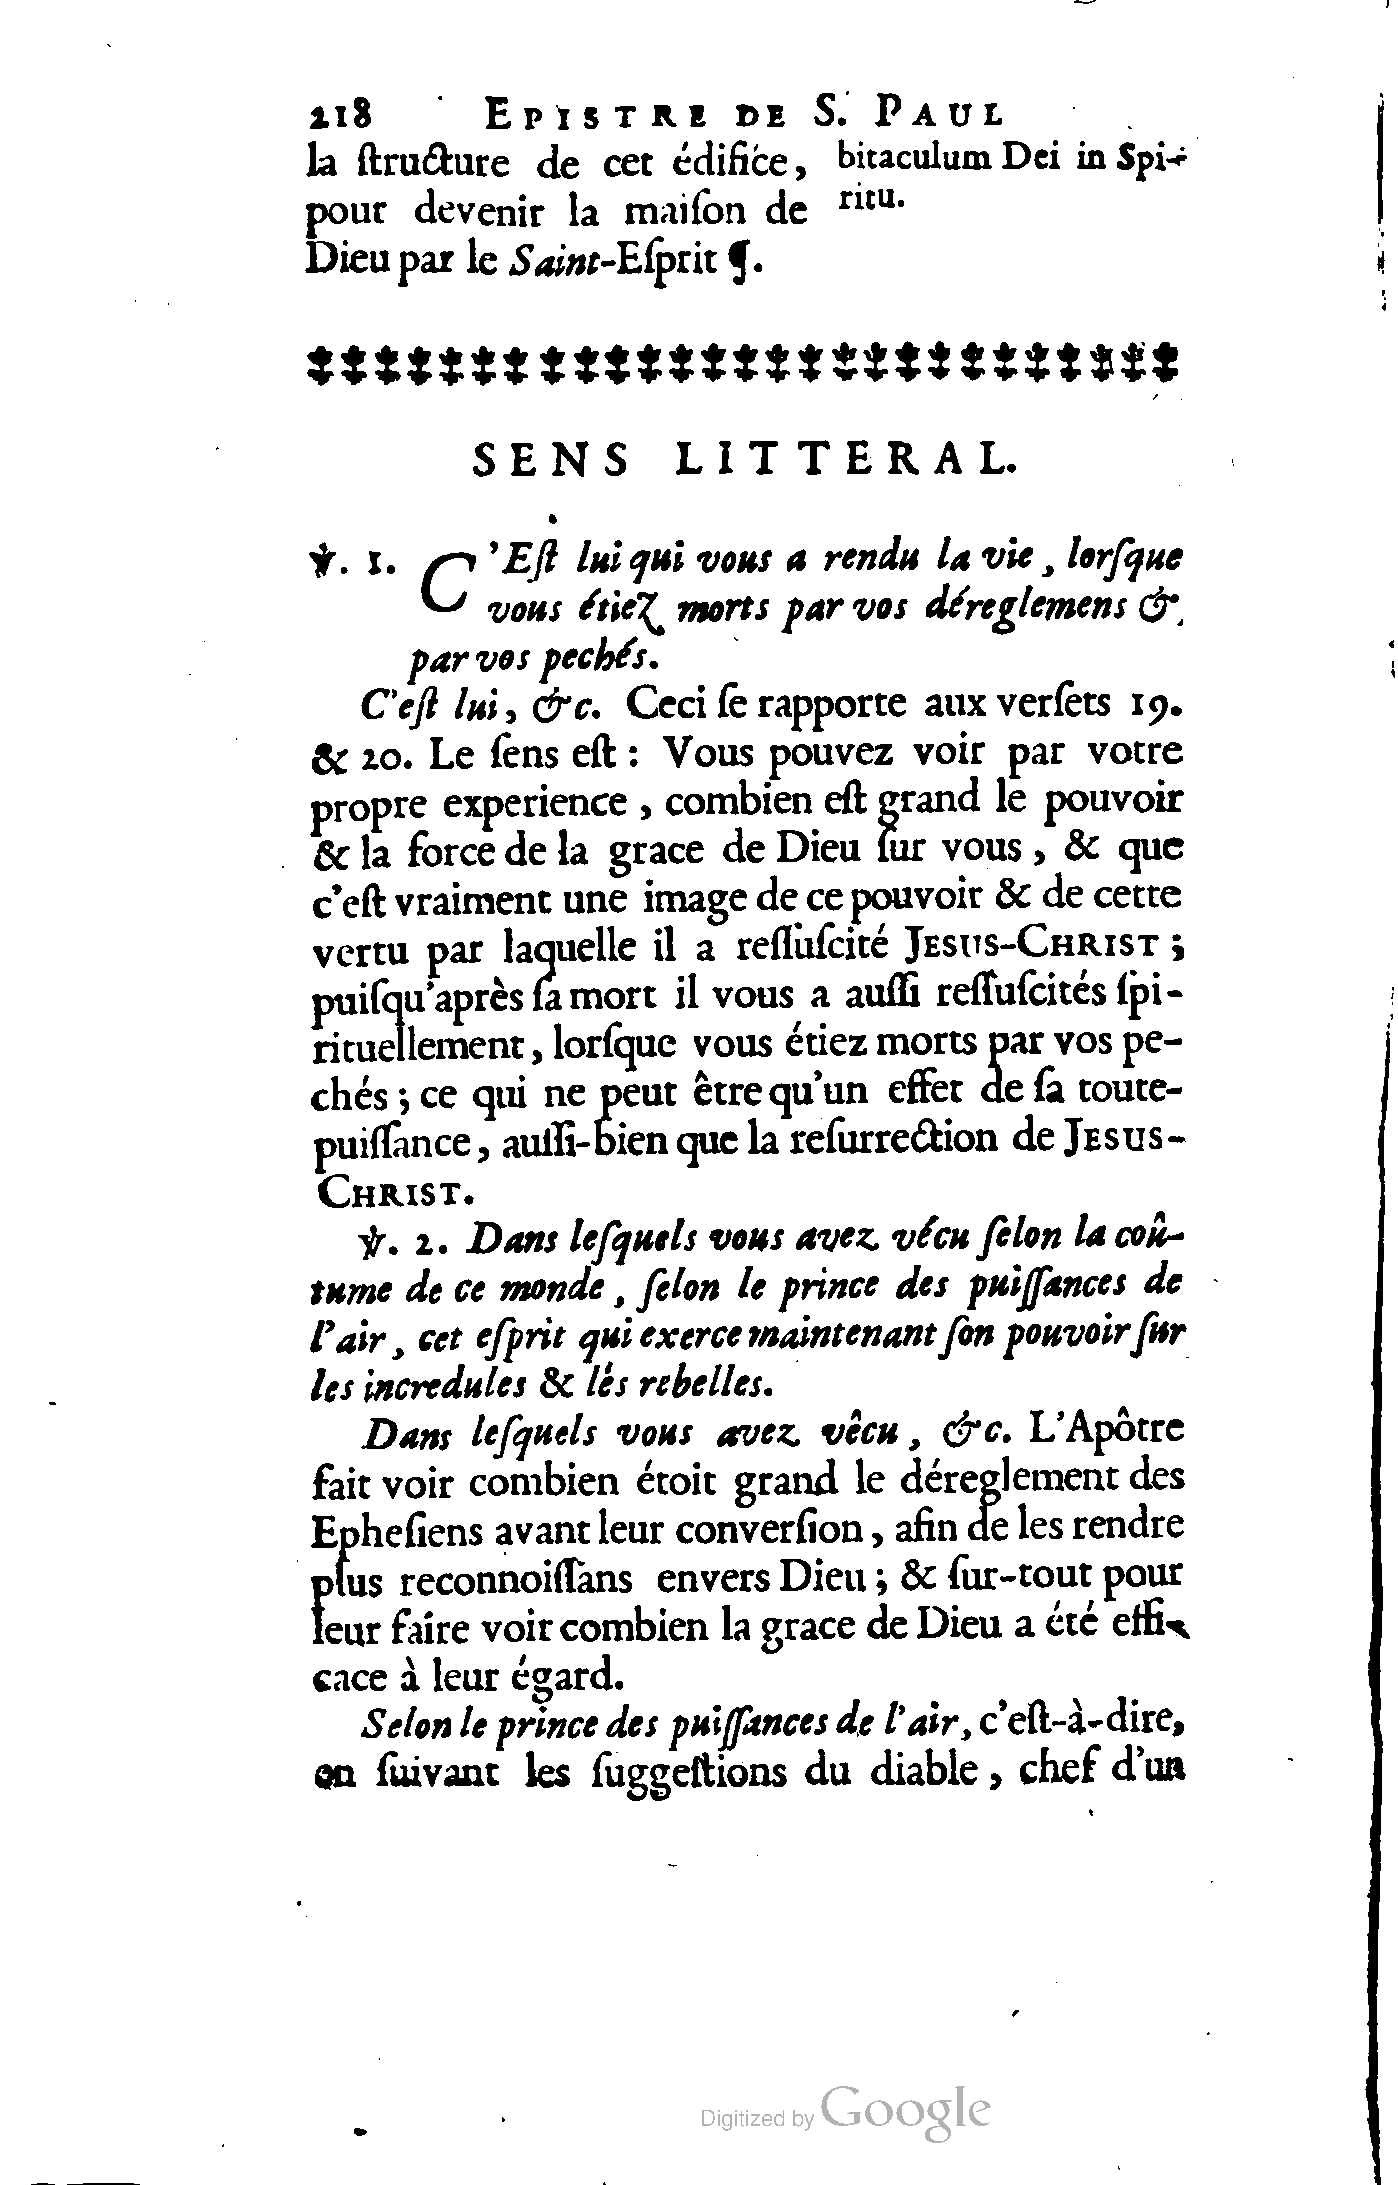 218 EPISTRE DE S. PAUL
la ſtructure de cet édifice,
pour devenir la maiſon de
Dieu par le Saint-Eſprit ¶.
bitaculum Dei in Spi-
ritu.
SENS LITTERAL.
℣. 1. C'Eſt lui qui vous a rendu la vie, lorſque
vous étiez morts par vos déreglemens &
par vos pechés.
C'eſt lui, &c. Ceci ſe rapporte aux verſets 19.
& 20. Le ſens eſt : Vous pouvez voir par votre
propre experience, combien eſt grand le pouvoir
& la force de la grace de Dieu ſur vous, & que
c'eſt vraiment une image de ce pouvoir & de cette
vertu par laquelle il a reſſuſcité JESUS-CHRIST ;
puiſqu'après ſa mort il vous a auſſi reſſuſcités ſpi-
rituellement, lorſque vous étiez morts par vos pe-
chés ; ce qui ne peut être qu'un effet de ſa toute-
puiſſance, auſſi-bien que la reſurrection de JESUS-
CHRIST.
℣. 2. Dans leſquels vous avez vécu ſelon la coû-
tume de ce monde, ſelon le prince des puiſſances de
l'air, cet eſprit qui exerce maintenant ſon pouvoir ſur
les incredules & les rebelles.
Dans leſquels vous avez vêcu, &c. L'Apôtre
fait voir combien étoit grand le déreglement des
Epheſiens avant leur converſion, afin de les rendre
plus reconnoiſſans envers Dieu ; & ſur-tout pour
leur faire voir combien la grace de Dieu a été effi-
cace à leur égard.
Selon le prince des puiſſances de l'air, c'eſt-à-dire,
en ſuivant les ſuggeſtions du diable, chef d'un
Digitized by Google